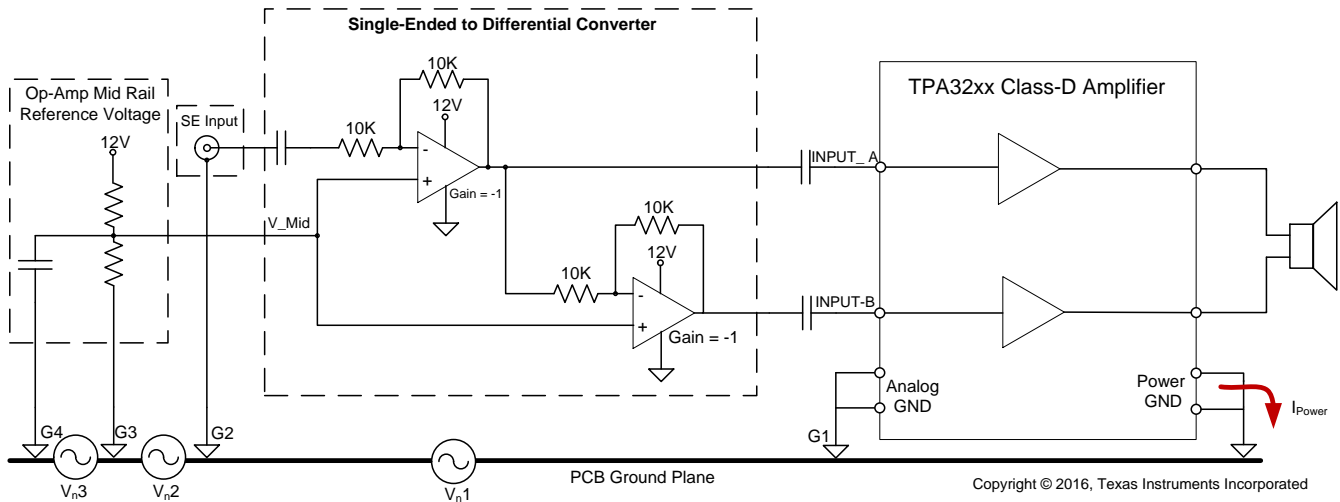 Single-Ended to Differential Converter
Op-Amp Mid Rail
Reference Voltage
12V
SE Input
10K
10K
12V
-
+
Gain = -1
V_Mid
10K
10K
12V
-
+
Gain = -1
INPUT_ A
INPUT-B
TPA32xx Class-D Amplifier
Analog
GND
Power
GND
IPower
G4
G3
G2
G1
Vn3
Vn2
Vn1
PCB Ground Plane
Copyright © 2016, Texas Instruments Incorporated